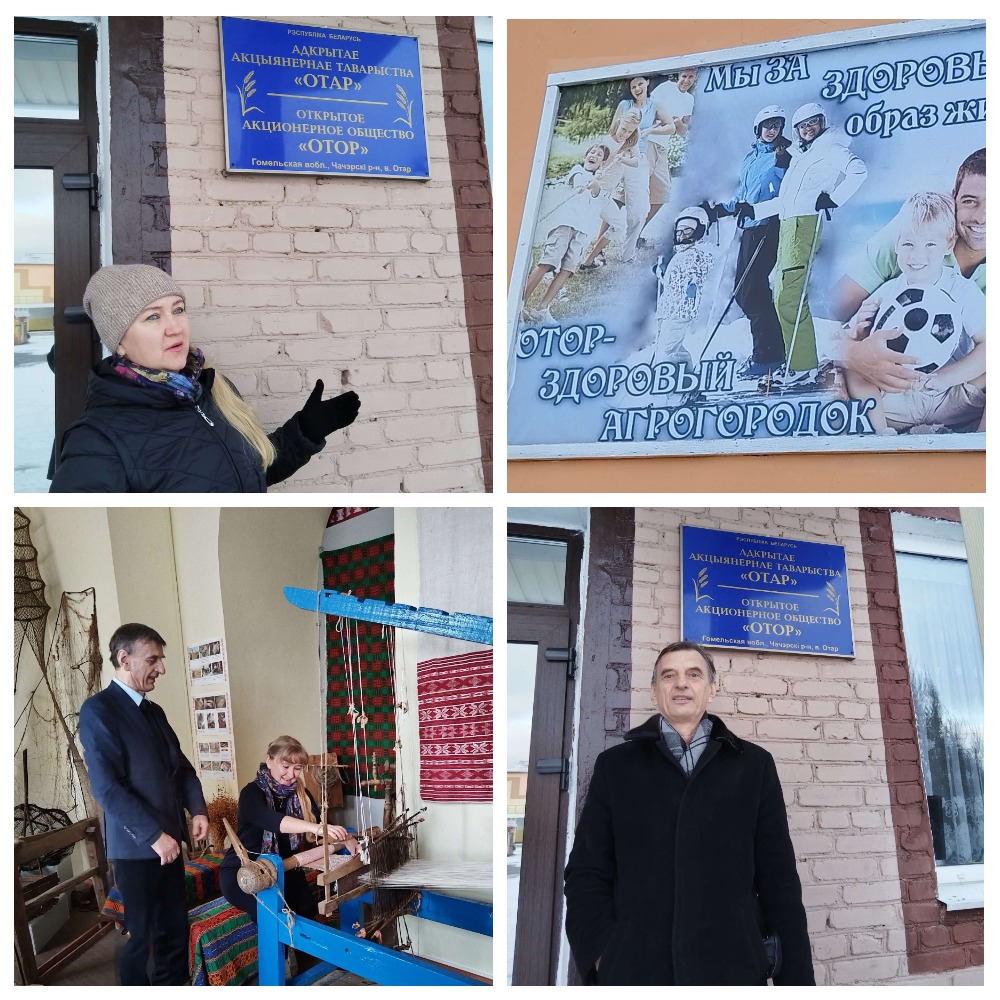 РЭСПУБЛІКА БЕЛАРУСЬ
АДКРЫТАЕ
АКЦЫЯНЕРНАЕ ТАВАРЫСТВА
«ОТАР»
ОТКРЫТОЕ
АКЦИОНЕРНОЕ ОБЩЕСТВО
«ОТОР»
Гомельская вобл., Чачэрскі р-н, в. Отар
МЫ ЗА ЗДОРОВЫ
образ жи
ОТОР-
ЗДОРОВЫЙ
АГРОГОРОДОК
РЭСПУБЛІКА БЕЛАРУСЬ
АДКРЫТАЕ
АКЦЫЯНЕРНАЕ ТАВАРЫСТВА
«ОТАР»
ОТКРЫТОЕ
АКЦИОНЕРНОЕ ОБЩЕСТВО
«ОТОР»
Гомельская вобл., Чачэрскі р-н, в. Отар